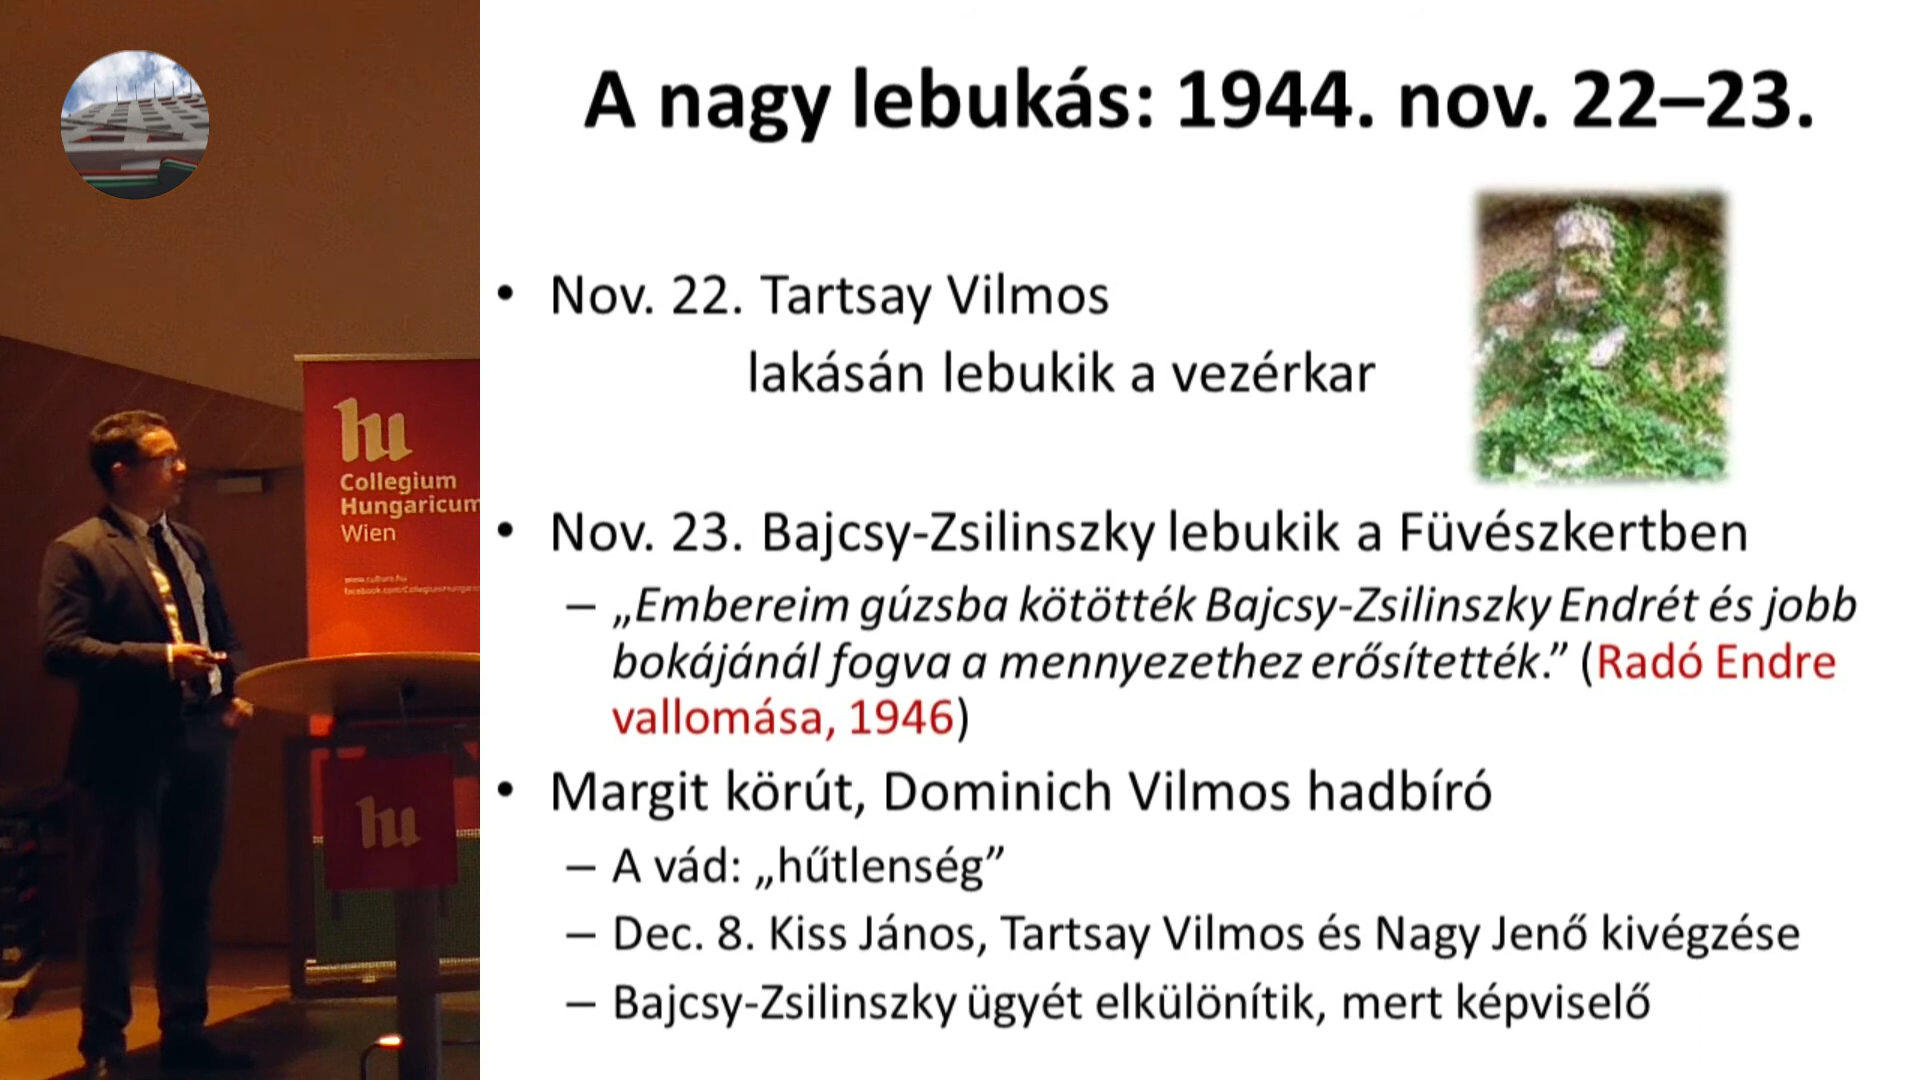 A nagy lebukás: 1944. nov. 22–23.
• Nov. 22. Tartsay Vilmos
lakásán lebukik a vezérkar
• Nov. 23. Bajcsy-Zsilinszky lebukik a Füvészkertben
– „Embereim gúzsba kötötték Bajcsy-Zsilinszky Endrét és jobb
bokájánál fogva a mennyezethez erősítették.” (Radó Endre
vallomása, 1946)
• Margit körút, Dominich Vilmos hadbíró
– A vád: „hűtlenség”
– Dec. 8. Kiss János, Tartsay Vilmos és Nagy Jenő kivégzése
– Bajcsy-Zsilinszky ügyét elkülönítik, mert képviselő
hu
Collegium
Hungaricum
Wien
hu